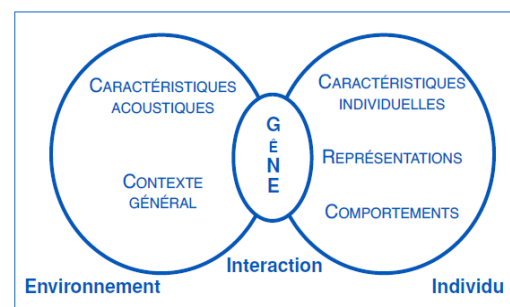 CARACTÉRISTIQUES
ACOUSTIQUES
CONTEXTE
GÉNÉRAL
G
Ê
N
E
CARACTÉRISTIQUES
INDIVIDUELLES
REPRÉSENTATIONS
COMPORTEMENTS
Interaction
Environnement
Individu